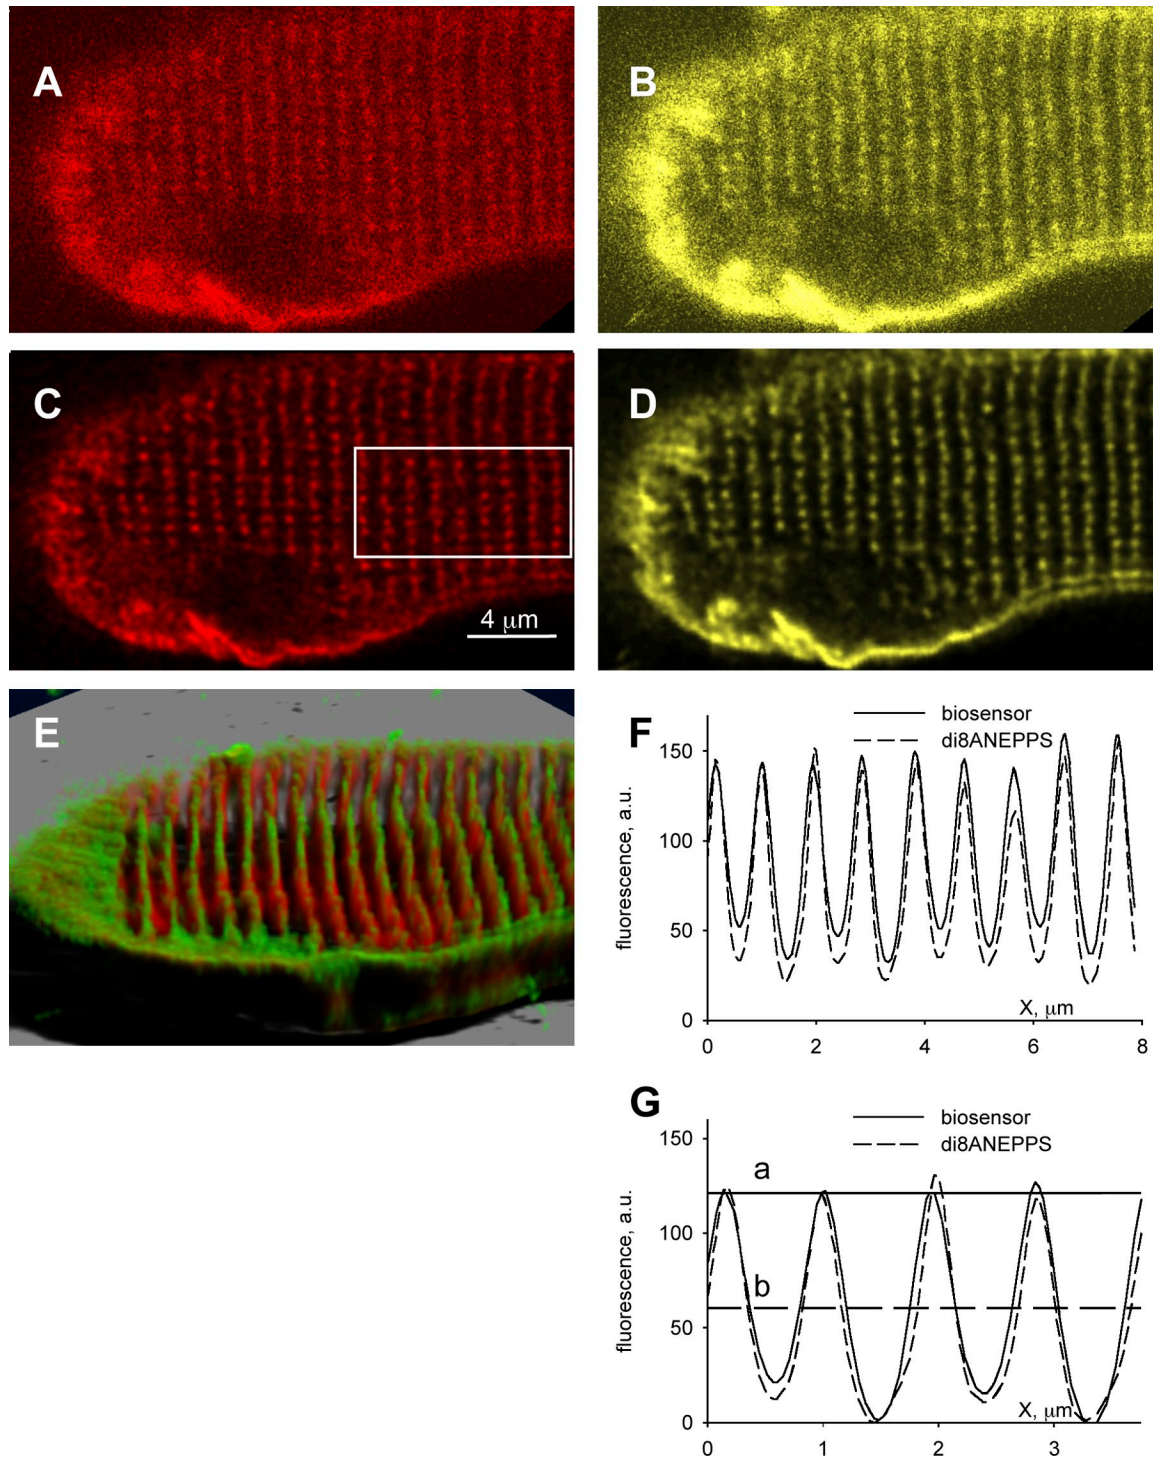 A
B
C
4 μm
D
E
F
biosensor
di8ANEPPS
150
100
50
0
fluorescence, a.u.
X, μm
0 2 4 6 8
G
biosensor
di8ANEPPS
150
a
100
b
50
0
fluorescence, a.u.
X, μm
0 1 2 3